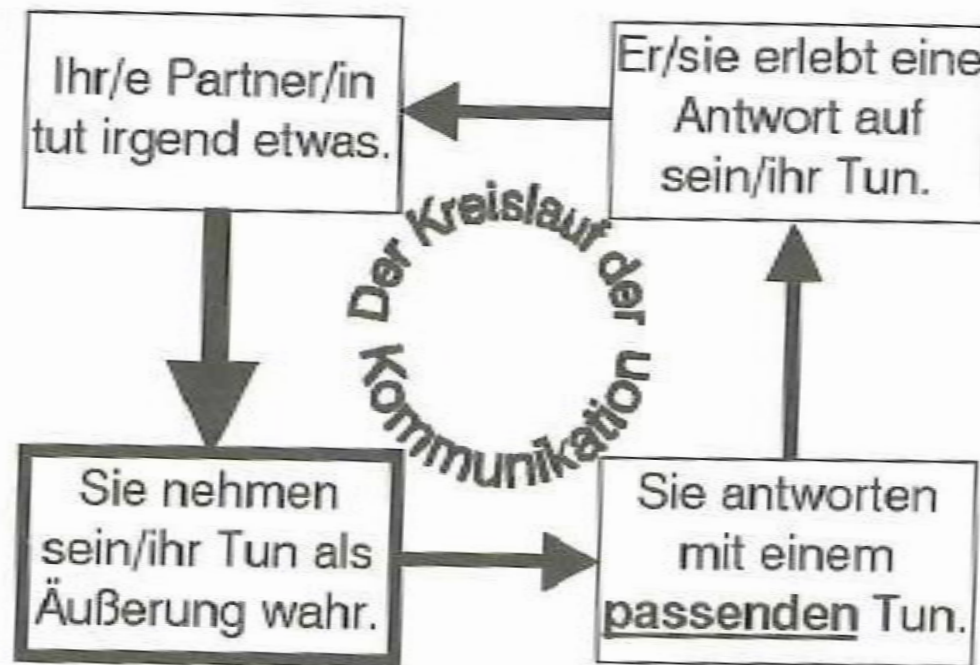 Ihr/e Partner/in
tut irgend etwas.
Er/sie erlebt eine
Antwort auf
sein/ihr Tun.
Der Kreislauf der
Kommunikation
Sie nehmen
sein/ihr Tun als
Äußerung wahr.
Sie antworten
mit einem
passenden Tun.